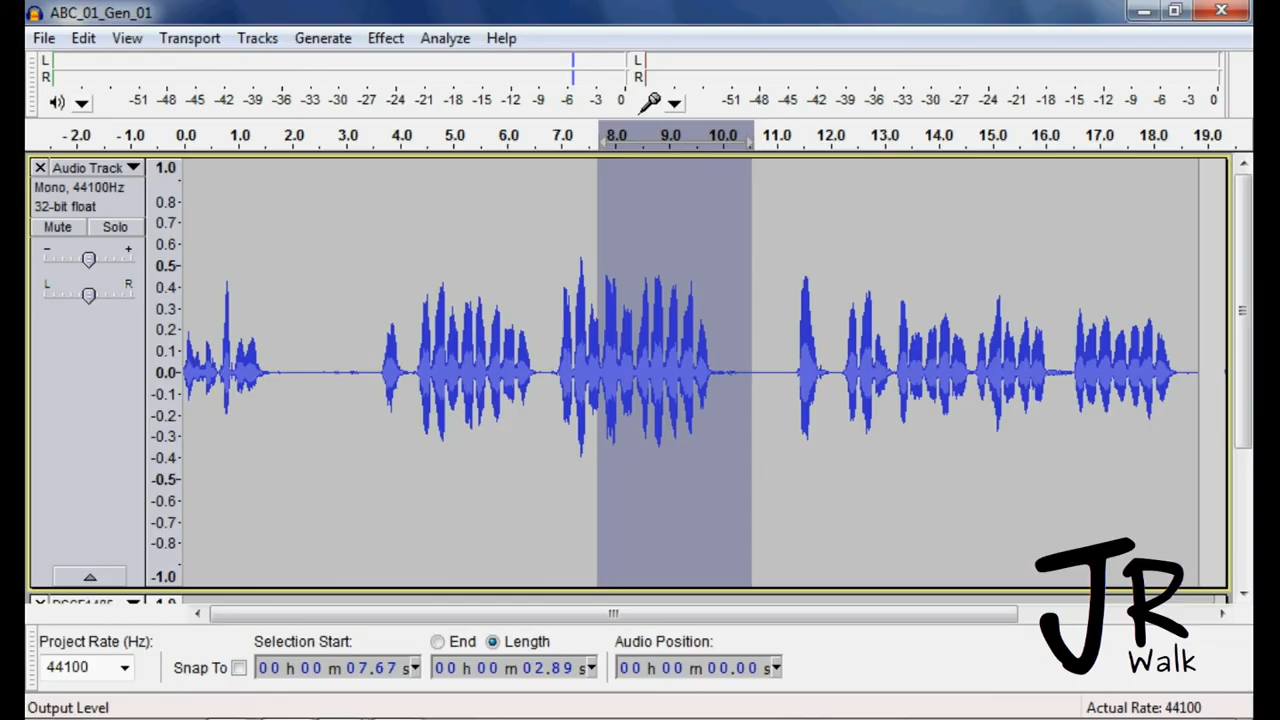 ABC_01_Gen_01
File Edit View Transport Tracks Generate Effect Analyze Help
L L
R R
-51 -48 -45 -42 -39 -36 -33 -30 -27 -24 -21 -18 -15 -12 -9 -6 -3 0 -51 -48 -45 -42 -39 -36 -33 -30 -27 -24 -21 -18 -15 -12 -9 -6 -3 0
-2.0 -1.0 0.0 1.0 2.0 3.0 4.0 5.0 6.0 7.0 8.0 9.0 10.0 11.0 12.0 13.0 14.0 15.0 16.0 17.0 18.0 19.0
Audio Track 1.0
Mono, 44100Hz
32-bit float 0.8
Mute Solo 0.7
- + 0.6
0.5
L R 0.4
0.3
0.2
0.1
0.0
-0.1
-0.2
-0.3
-0.4
-0.5
-0.6
-0.7
-0.8
-1.0
1.0
JR
Walk
Project Rate (Hz): Selection Start: End Length Audio Position:
44100 Snap To 00 h 00 m 07.67 s 00 h 00 m 02.89 s 00 h 00 m 00.00 s
Output Level Actual Rate: 44100